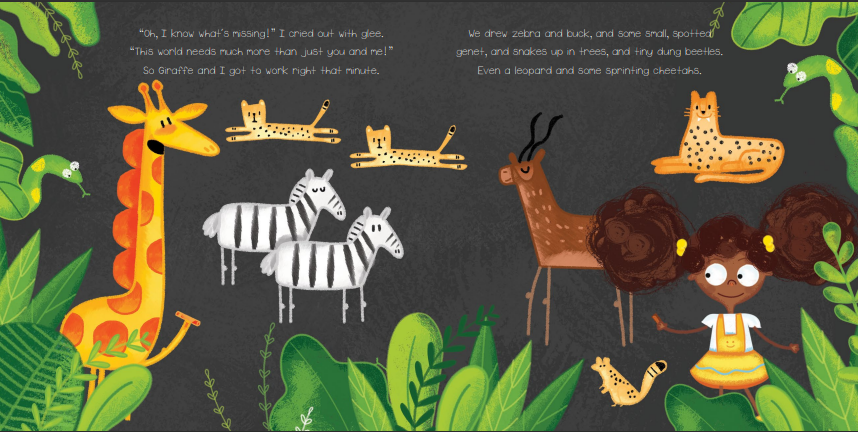 "Oh, I know what's missing!" I cried out with glee.
"This world needs much more than just you and me!"
So Giraffe and I got to work right that minute.
We drew zebra and buck, and some small, spotted
genet, and snakes up in trees, and tiny dung beetles.
Even a leopard and some sprinting cheetahs.